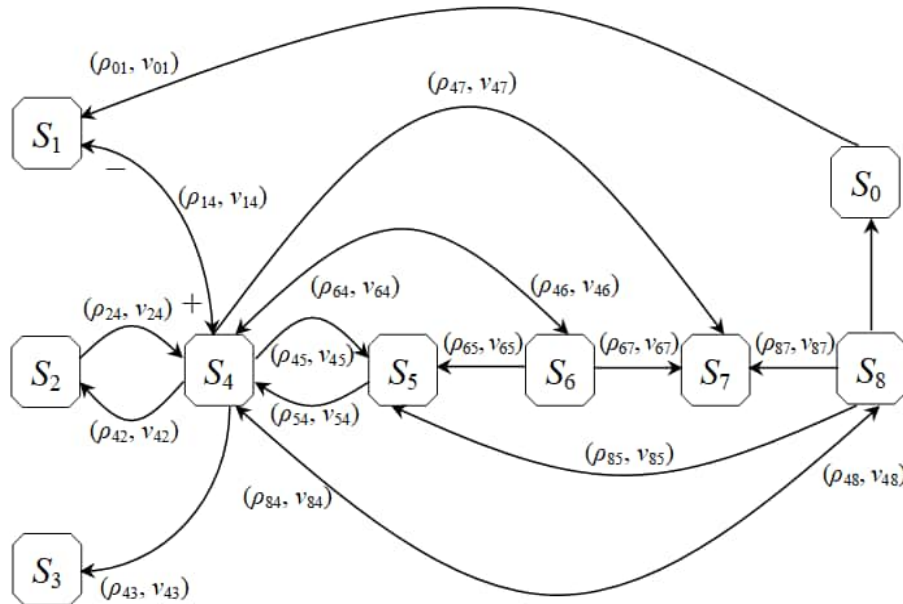 (ρ₀₁, v₀₁)
(ρ₄₇, v₄₇)
S₁
−
S₀
(ρ₁₄, v₁₄)
(ρ₆₄, v₆₄)
(ρ₄₆, v₄₆)
(ρ₂₄, v₂₄)
+
(ρ₄₅, v₄₅)
(ρ₆₅, v₆₅)
(ρ₆₇, v₆₇)
(ρ₈₇, v₈₇)
S₂
S₄
S₅
S₆
S₇
S₈
(ρ₄₂, v₄₂)
(ρ₅₄, v₅₄)
(ρ₈₅, v₈₅)
(ρ₈₄, v₈₄)
(ρ₄₈, v₄₈)
S₃
(ρ₄₃, v₄₃)